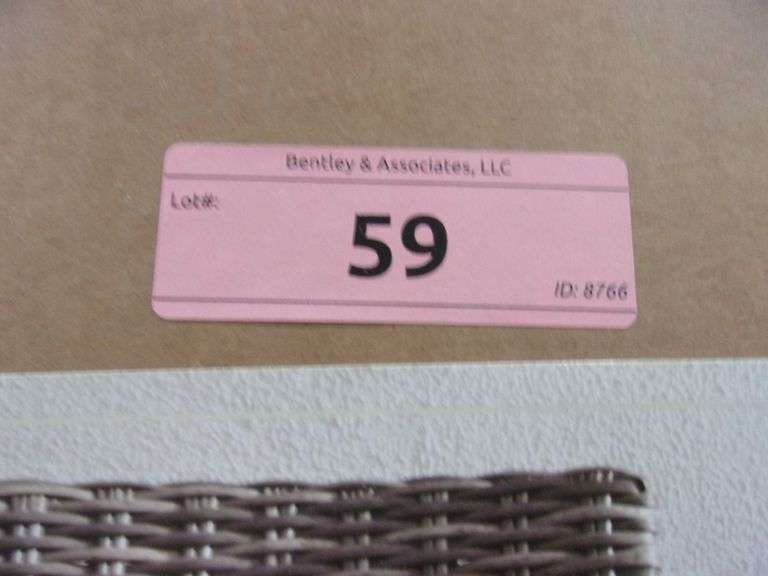 Bentley & Associates, LLC
Lot#:
59
ID: 8766